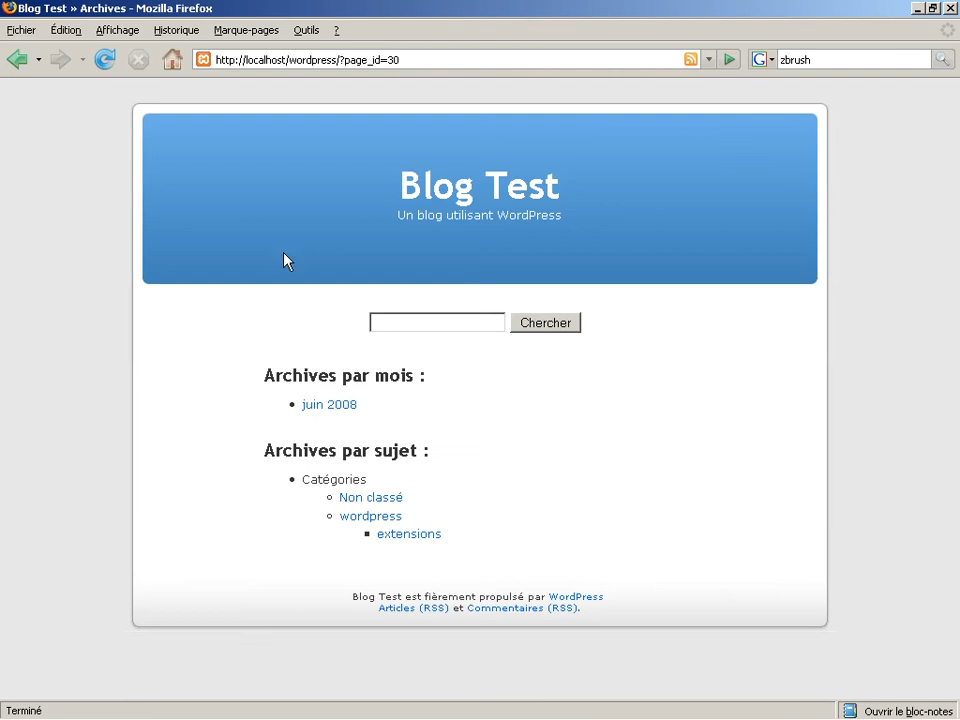 Blog Test » Archives - Mozilla Firefox
Fichier Édition Affichage Historique Marque-pages Outils ?
http://localhost/wordpress/?page_id=30
G
zbrush
Blog Test
Un blog utilisant WordPress
Chercher
Archives par mois :
juin 2008
Archives par sujet :
Catégories
Non classé
wordpress
extensions
Blog Test est fièrement propulsé par WordPress
Articles (RSS) et Commentaires (RSS).
Terminé
Ouvrir le bloc-notes